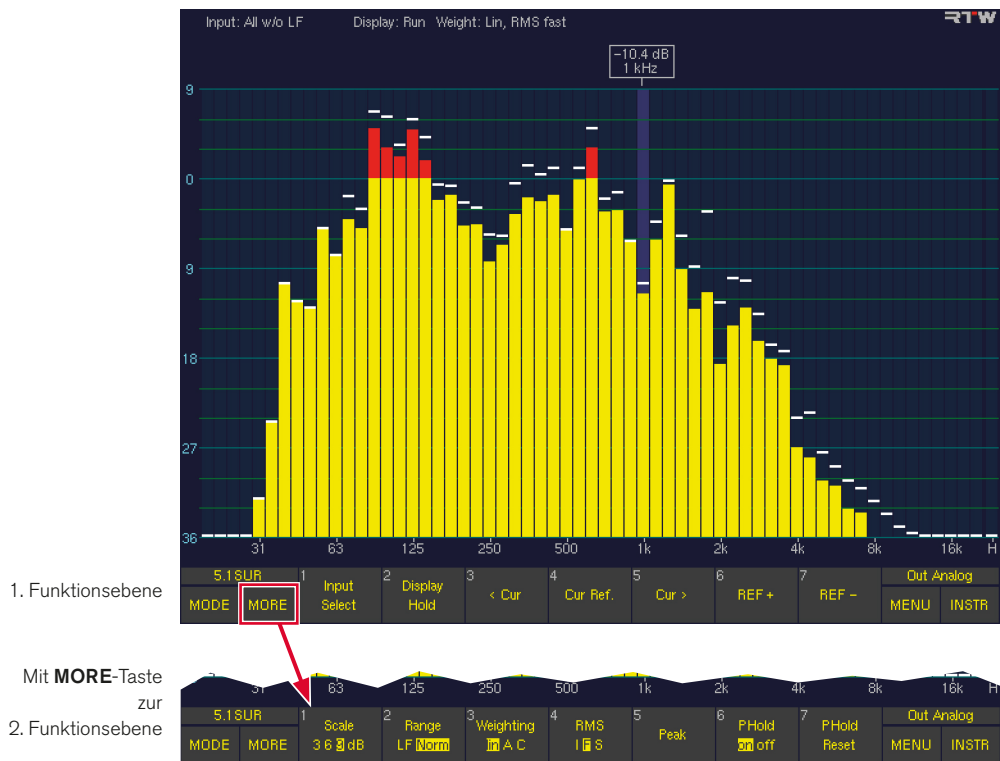 Input: All w/o LF Display: Run Weight: Lin, RMS fast RTW
−10.4 dB
1 kHz
9
0
9
18
27
36
31 63 125 250 500 1k 2k 4k 8k 16k H
1. Funktionsebene
5.1SUR 1 Input Select 2 Display Hold 3 < Cur 4 Cur Ref. 5 Cur > 6 REF + 7 REF − Out Analog
MODE MORE MENU INSTR
Mit MORE-Taste
zur
2. Funktionsebene
31 63 125 250 500 1k 2k 4k 8k 16k H
5.1SUR 1 Scale 2 Range 3 Weighting 4 RMS 5 Peak 6 PHold 7 PHold Out Analog
MODE MORE 3 6 9 dB LF Norm lin A C I F S on off Reset MENU INSTR